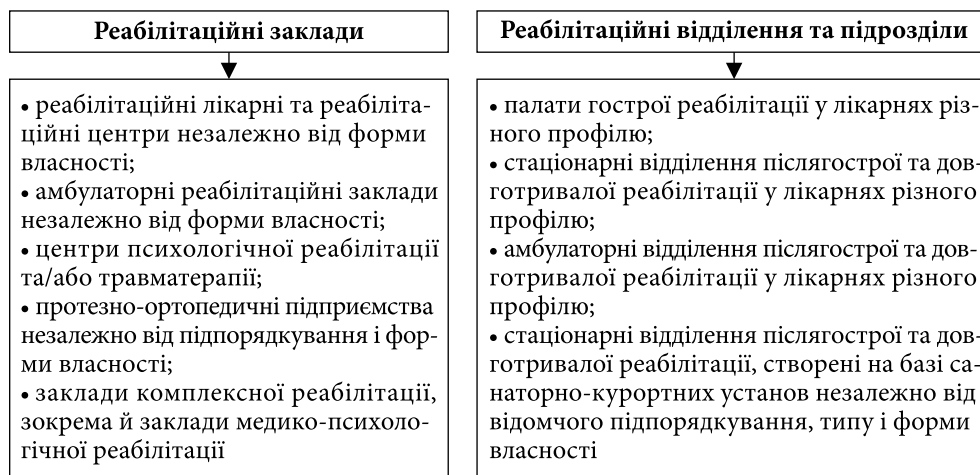 Реабілітаційні заклади
• реабілітаційні лікарні та реабіліта-
ційні центри незалежно від форми
власності;
• амбулаторні реабілітаційні заклади
незалежно від форми власності;
• центри психологічної реабілітації
та/або травматерапії;
• протезно-ортопедичні підприємства
незалежно від підпорядкування і фор-
ми власності;
• заклади комплексної реабілітації,
зокрема й заклади медико-психоло-
гічної реабілітації
Реабілітаційні відділення та підрозділи
• палати гострої реабілітації у лікарнях різ-
ного профілю;
• стаціонарні відділення післягострої та дов-
готривалої реабілітації у лікарнях різного
профілю;
• амбулаторні відділення післягострої та дов-
готривалої реабілітації у лікарнях різного
профілю;
• стаціонарні відділення післягострої та дов-
готривалої реабілітації, створені на базі са-
наторно-курортних установ незалежно від
відомчого підпорядкування, типу і форми
власності